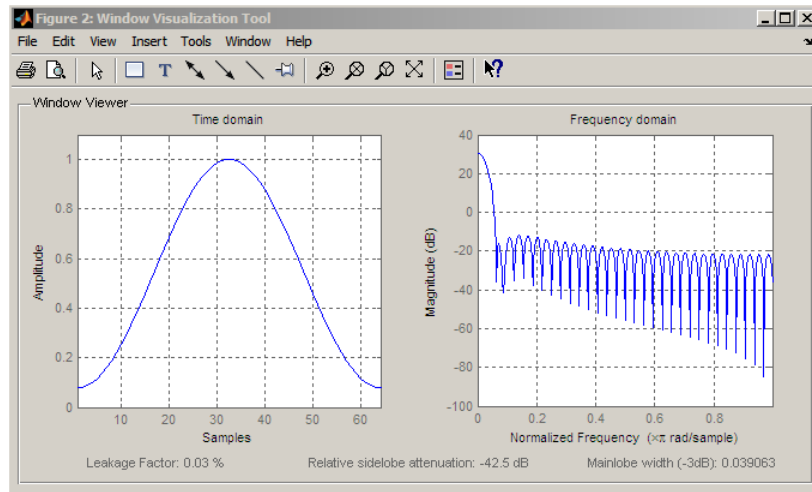 Figure 2: Window Visualization Tool
File Edit View Insert Tools Window Help
T
Window Viewer
Time domain
Frequency domain
1
0.8
0.6
0.4
0.2
0
Amplitude
10 20 30 40 50 60
Samples
40
20
0
-20
-40
-60
-80
-100
Magnitude (dB)
0 0.2 0.4 0.6 0.8
Normalized Frequency (×π rad/sample)
Leakage Factor: 0.03 % Relative sidelobe attenuation: -42.5 dB Mainlobe width (-3dB): 0.039063